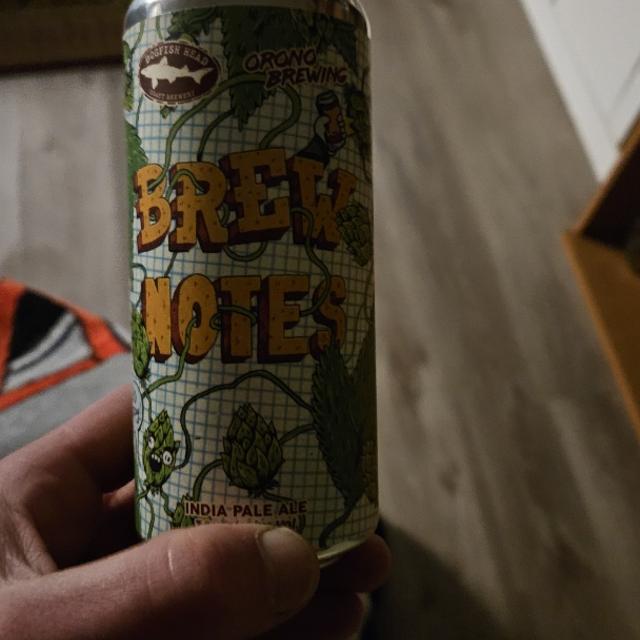 DOGFISH HEAD
ORONO
BREWING
BREW
NOTES
INDIA PALE ALE